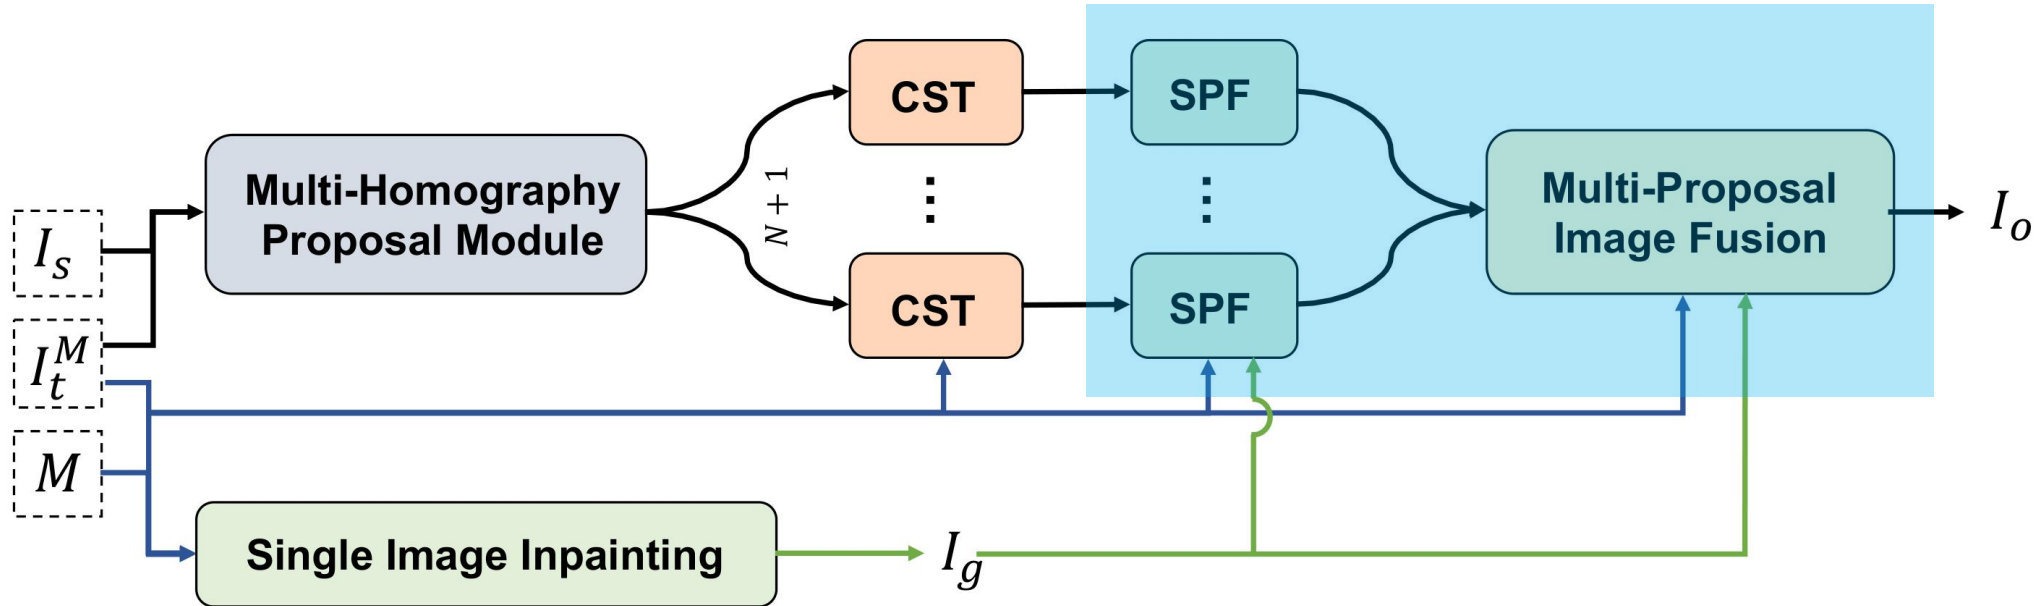 I_s
I_t^M
M
Multi-Homography
Proposal Module
N + 1
CST
⋮
CST
SPF
⋮
SPF
Multi-Proposal
Image Fusion
I_o
Single Image Inpainting
I_g